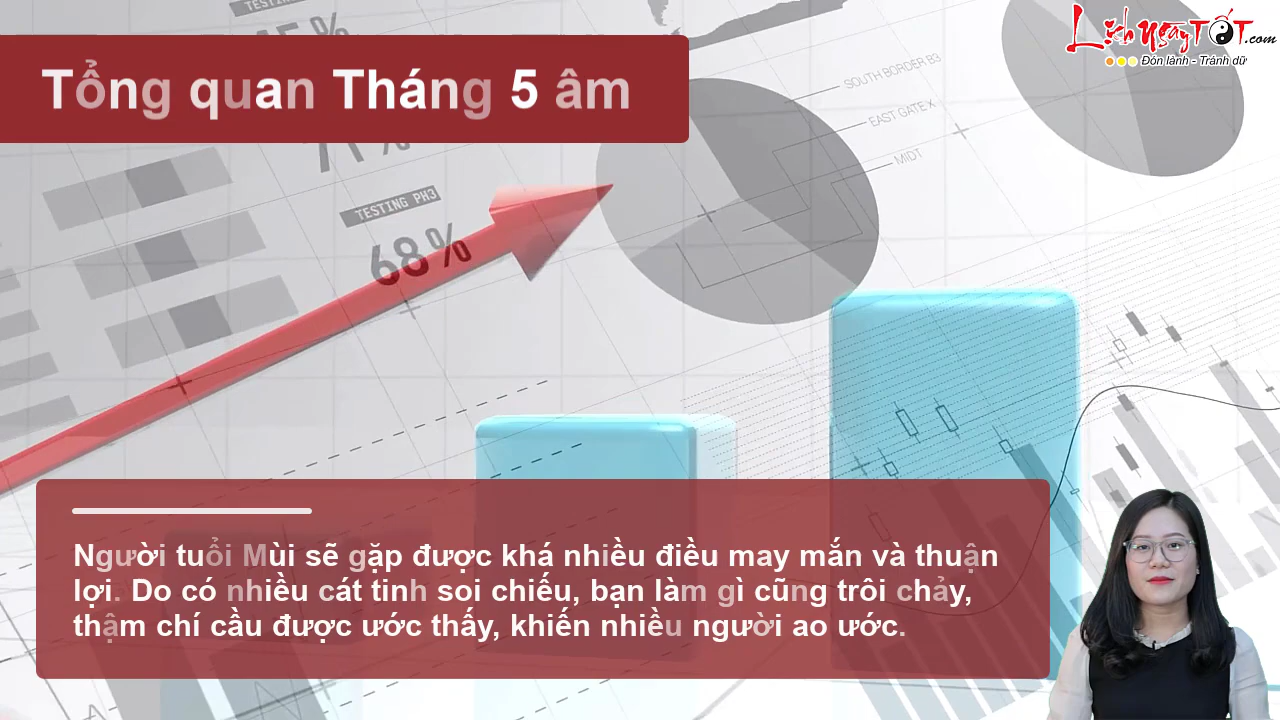 LịchNgàyTỐT.com
Đón lành - Tránh dữ
Tổng quan Tháng 5 âm
SOUTH BORDER B3
EAST GATE X
MIDT
71%
TESTING PH3
68%
Người tuổi Mùi sẽ gặp được khá nhiều điều may mắn và thuận
lợi. Do có nhiều cát tinh soi chiếu, bạn làm gì cũng trôi chảy,
thậm chí cầu được ước thấy, khiến nhiều người ao ước.